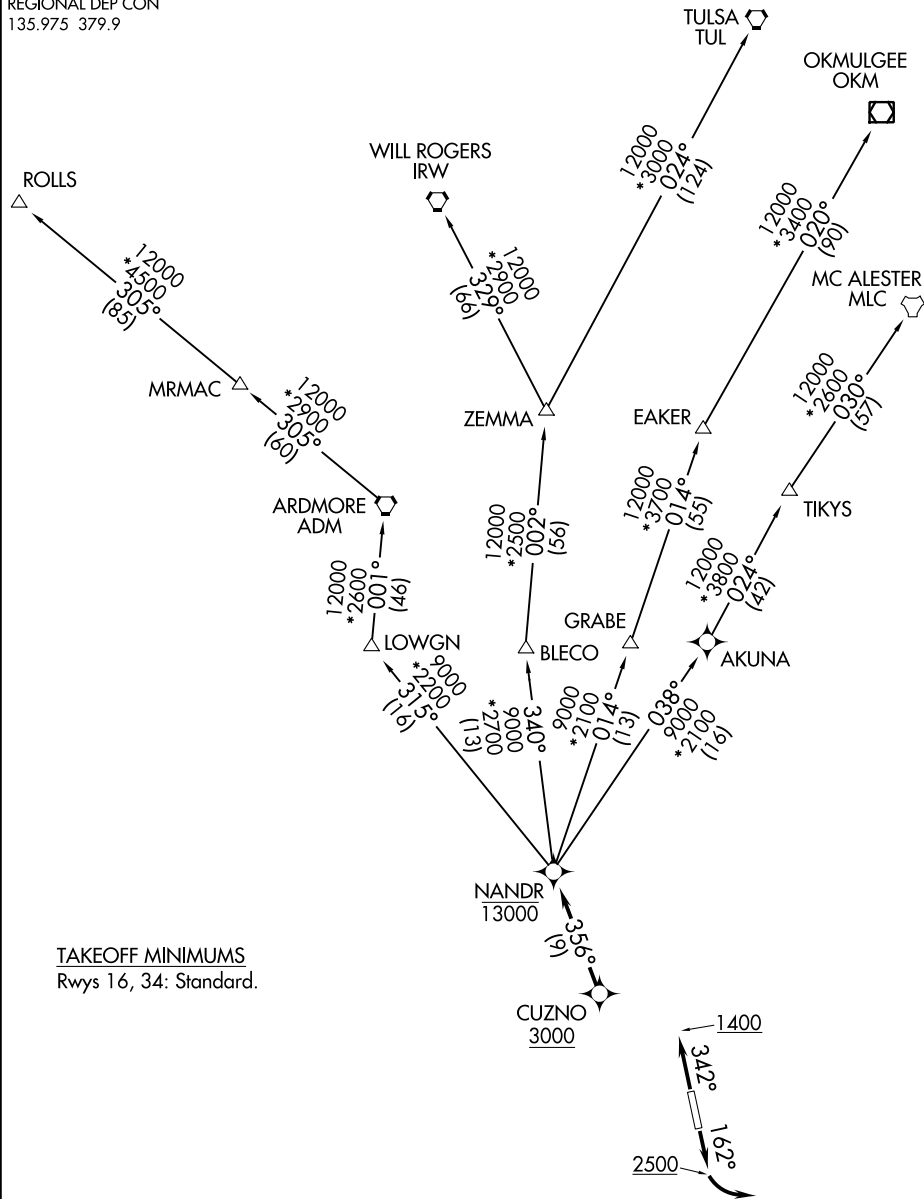 REGIONAL DEP CON
135.975 379.9
TULSA
TUL
OKMULGEE
OKM
12000
*3000
024°
(124)
WILL ROGERS
IRW
ROLLS
12000
*3400
020°
(90)
12000
*4500
305°
(85)
12000
*2900
329°
(66)
MC ALESTER
MLC
MRMAC
12000
*2900
305°
(60)
ZEMMA
EAKER
12000
*2600
030°
(57)
ARDMORE
ADM
12000
*2500
002°
(56)
12000
*3700
014°
(55)
TIKYS
12000
*2600
001°
(46)
12000
*3800
024°
(42)
LOWGN
BLECO
GRABE
AKUNA
9000
*2200
315°
(16)
340°
9000
*2700
(13)
9000
*2100
014°
(13)
038°
9000
*2100
(16)
NANDR
13000
356°
(9)
TAKEOFF MINIMUMS
Rwys 16, 34: Standard.
CUZNO
3000
1400
342°
162°
2500